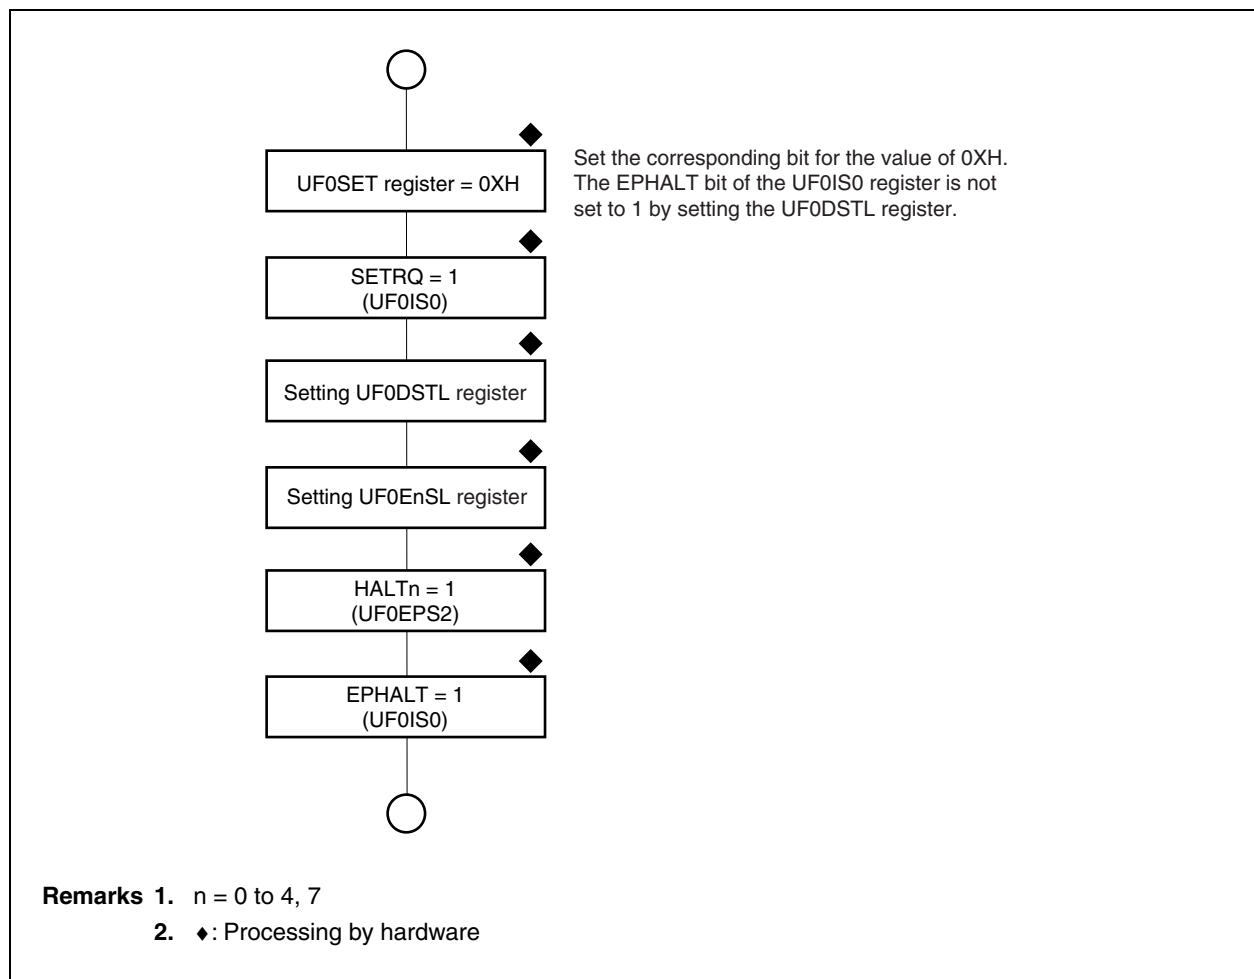 UF0SET register = 0XH
Set the corresponding bit for the value of 0XH.
The EPHALT bit of the UF0IS0 register is not
set to 1 by setting the UF0DSTL register.
SETRQ = 1
(UF0IS0)
Setting UF0DSTL register
Setting UF0EnSL register
HALTn = 1
(UF0EPS2)
EPHALT = 1
(UF0IS0)
Remarks 1. n = 0 to 4, 7
2. ♦: Processing by hardware